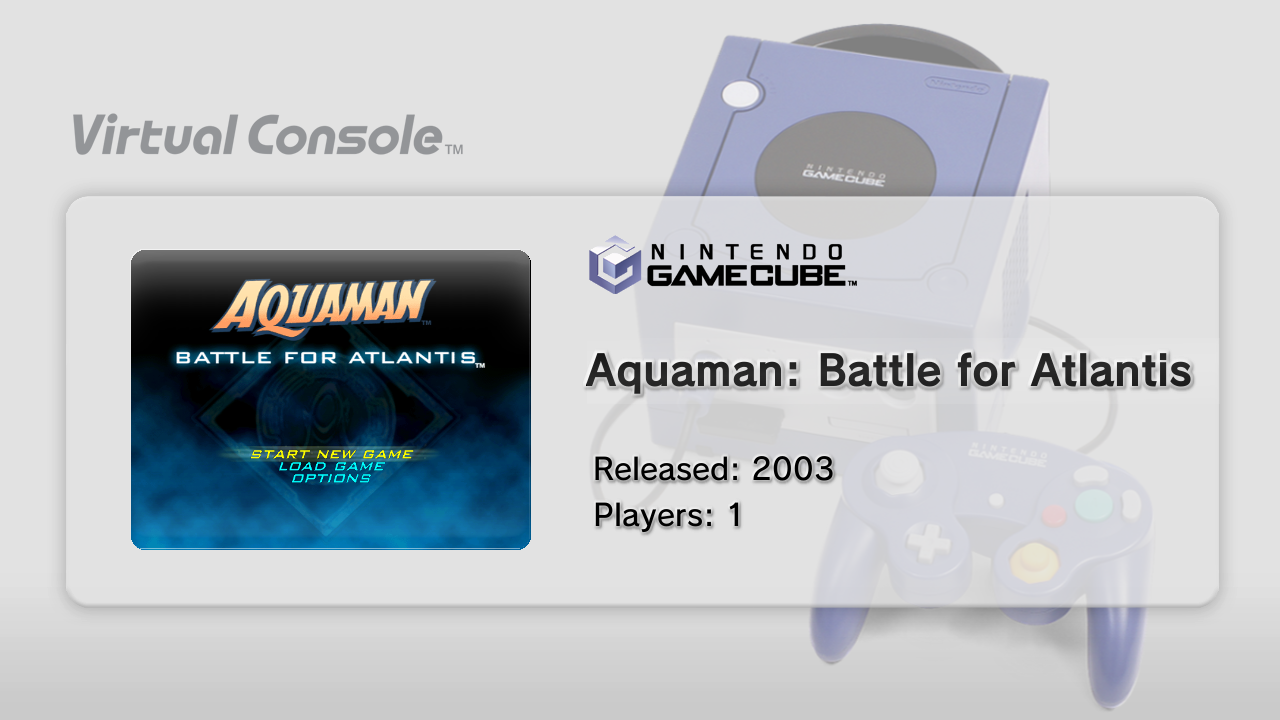 Nintendo
NINTENDO
GAMECUBE
Virtual Console™
NINTENDO
GAMECUBE™
AQUAMAN™
BATTLE FOR ATLANTIS™
Aquaman: Battle for Atlantis
START NEW GAME
LOAD GAME
OPTIONS
Released: 2003
Players: 1
NINTENDO
GAMECUBE